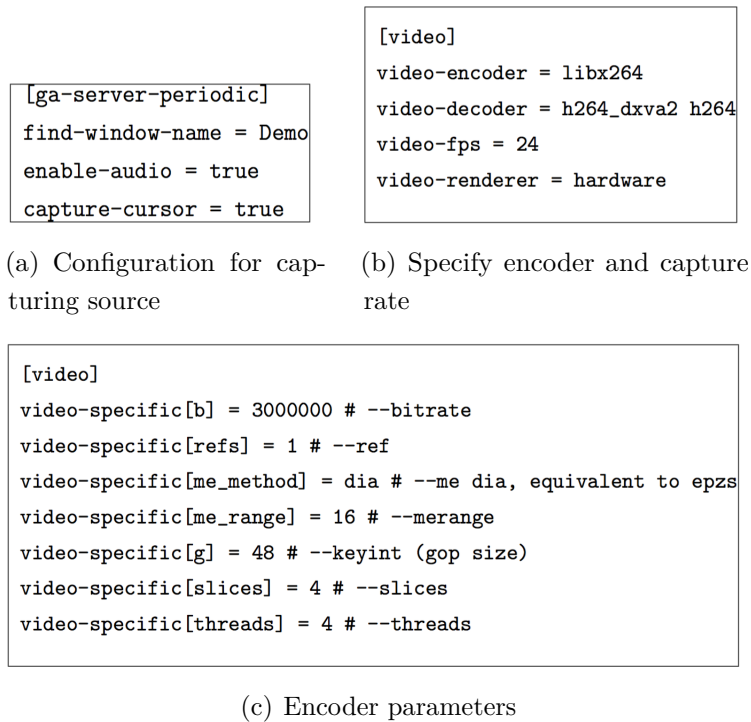 [ga-server-periodic]
find-window-name = Demo
enable-audio = true
capture-cursor = true
(a) Configuration for cap-
turing source
[video]
video-encoder = libx264
video-decoder = h264_dxva2 h264
video-fps = 24
video-renderer = hardware
(b) Specify encoder and capture
rate
[video]
video-specific[b] = 3000000 # --bitrate
video-specific[refs] = 1 # --ref
video-specific[me_method] = dia # --me dia, equivalent to epzs
video-specific[me_range] = 16 # --merange
video-specific[g] = 48 # --keyint (gop size)
video-specific[slices] = 4 # --slices
video-specific[threads] = 4 # --threads
(c) Encoder parameters